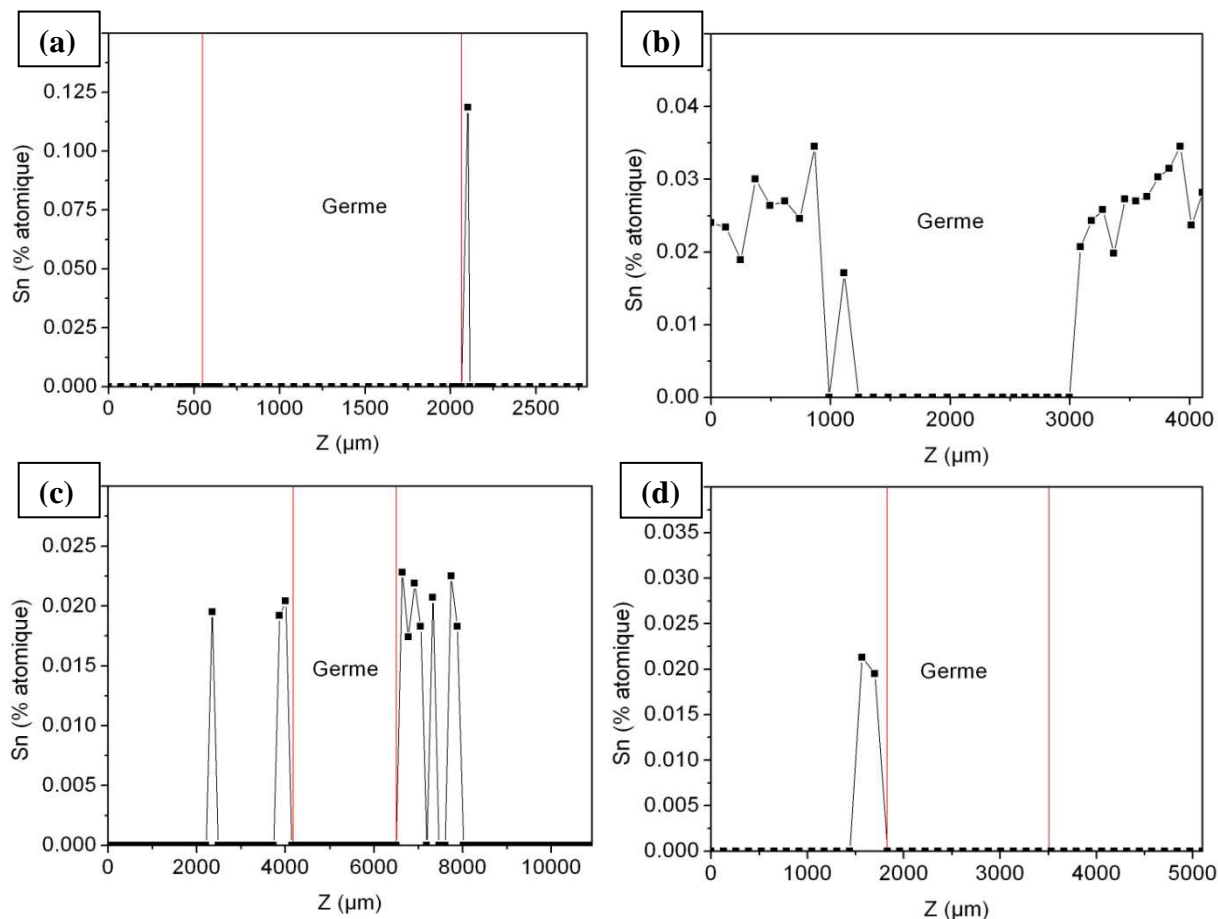 (a)
Sn (% atomique)
0.125
0.100
0.075
0.050
0.025
0.000
Germe
0 500 1000 1500 2000 2500
Z (µm)
(b)
Sn (% atomique)
0.04
0.03
0.02
0.01
0.00
Germe
0 1000 2000 3000 4000
Z (µm)
(c)
Sn (% atomique)
0.025
0.020
0.015
0.010
0.005
0.000
Germe
0 2000 4000 6000 8000 10000
Z (µm)
(d)
Sn (% atomique)
0.035
0.030
0.025
0.020
0.015
0.010
0.005
0.000
Germe
0 1000 2000 3000 4000 5000
Z (µm)